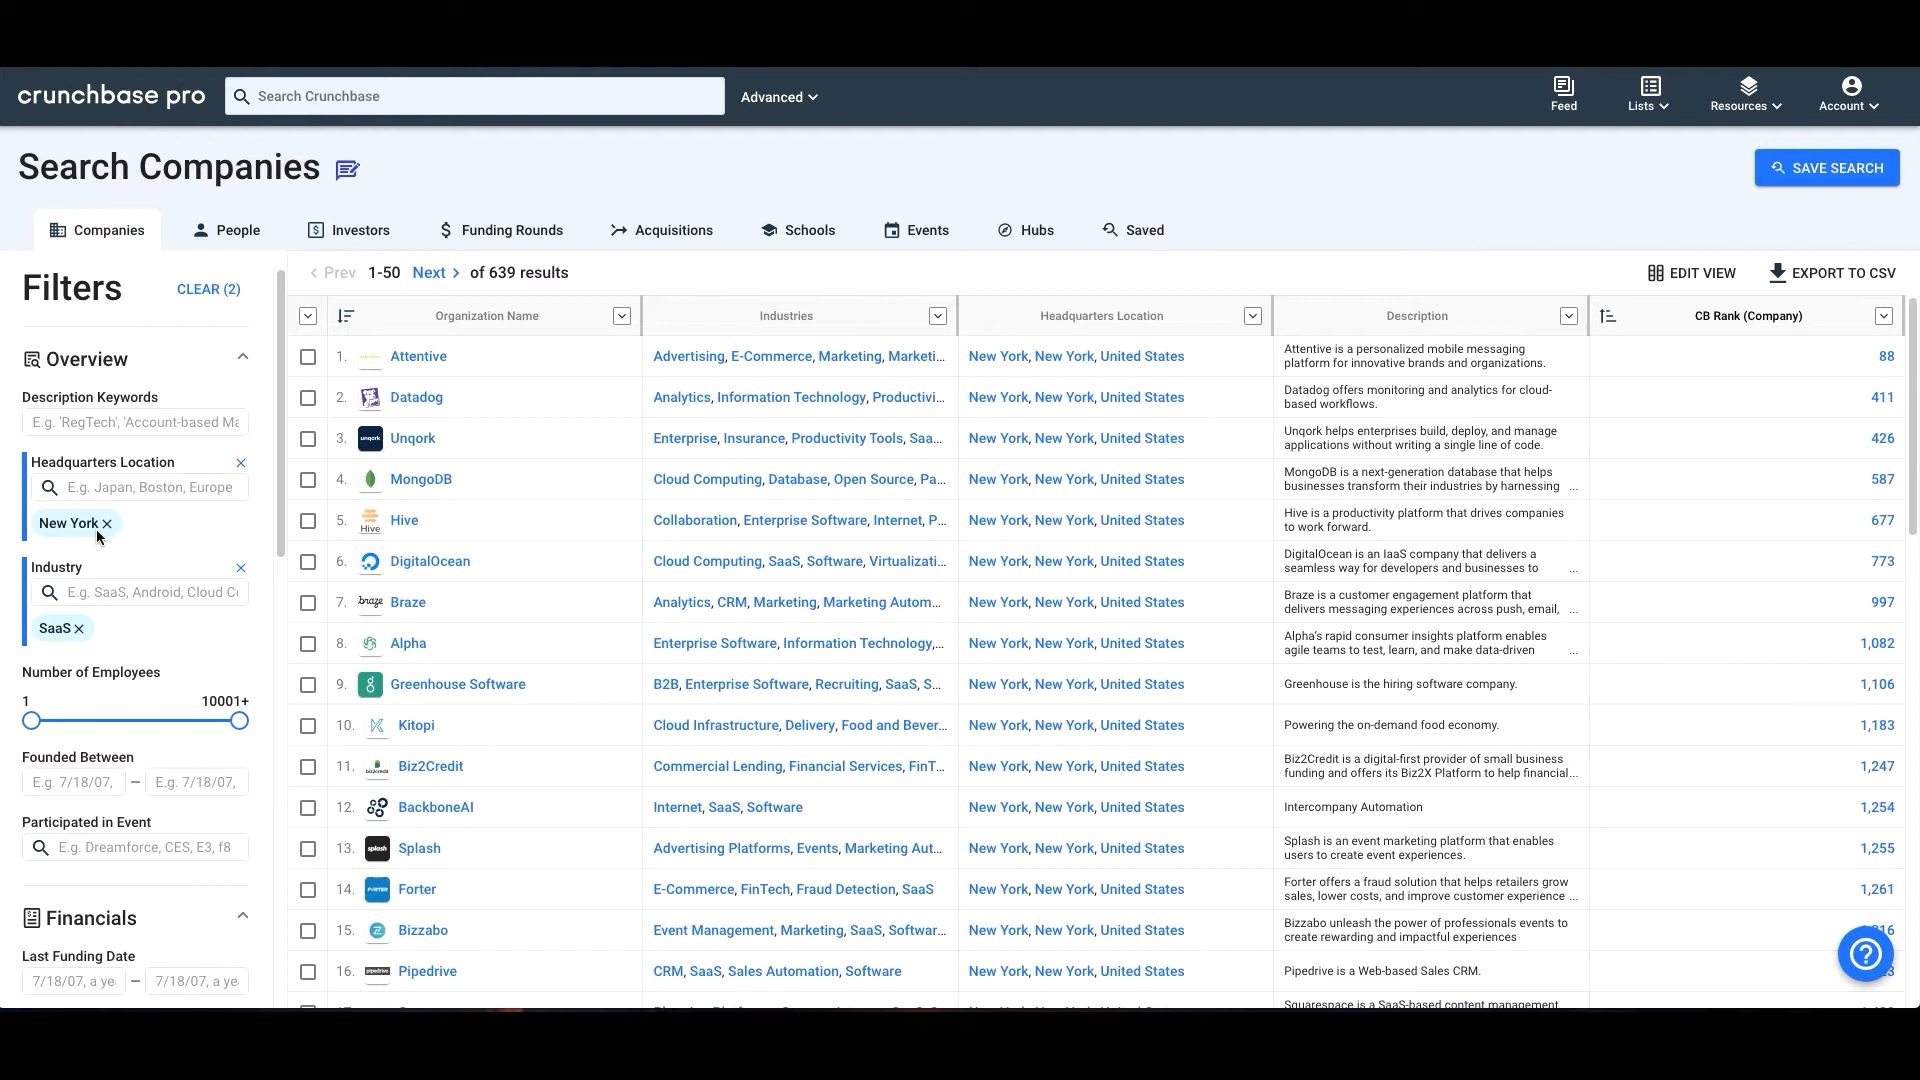 crunchbase pro
Search Crunchbase
Advanced
Feed
Lists
Resources
Account
Search Companies
SAVE SEARCH
Companies
People
Investors
Funding Rounds
Acquisitions
Schools
Events
Hubs
Saved
Filters
CLEAR (2)
Overview
Description Keywords
E.g. 'RegTech', 'Account-based Ma
Headquarters Location
E.g. Japan, Boston, Europe
New York
Industry
E.g. SaaS, Android, Cloud Co
SaaS
Number of Employees
1 10001+
Founded Between
E.g. 7/18/07, – E.g. 7/18/07,
Participated in Event
E.g. Dreamforce, CES, E3, f8
Financials
Last Funding Date
7/18/07, a ye – 7/18/07, a ye
Prev 1-50 Next of 639 results
EDIT VIEW
EXPORT TO CSV
Organization Name Industries Headquarters Location Description CB Rank (Company)
1. Attentive Advertising, E-Commerce, Marketing, Marketi... New York, New York, United States Attentive is a personalized mobile messaging 88
platform for innovative brands and organizations.
2. Datadog Analytics, Information Technology, Productivi... New York, New York, United States Datadog offers monitoring and analytics for cloud- 411
based workflows.
3. unqork Unqork Enterprise, Insurance, Productivity Tools, Saa... New York, New York, United States Unqork helps enterprises build, deploy, and manage 426
applications without writing a single line of code.
4. MongoDB Cloud Computing, Database, Open Source, Pa... New York, New York, United States MongoDB is a next-generation database that helps 587
businesses transform their industries by harnessing ...
5. Hive Hive Collaboration, Enterprise Software, Internet, P... New York, New York, United States Hive is a productivity platform that drives companies 677
to work forward.
6. DigitalOcean Cloud Computing, SaaS, Software, Virtualizati... New York, New York, United States DigitalOcean is an IaaS company that delivers a 773
seamless way for developers and businesses to ...
7. braze Braze Analytics, CRM, Marketing, Marketing Autom... New York, New York, United States Braze is a customer engagement platform that 997
delivers messaging experiences across push, email, ...
8. Alpha Enterprise Software, Information Technology,... New York, New York, United States Alpha's rapid consumer insights platform enables 1,082
agile teams to test, learn, and make data-driven ...
9. Greenhouse Software B2B, Enterprise Software, Recruiting, SaaS, S... New York, New York, United States Greenhouse is the hiring software company. 1,106
10. Kitopi Cloud Infrastructure, Delivery, Food and Bever... New York, New York, United States Powering the on-demand food economy. 1,183
11. biz2credit Biz2Credit Commercial Lending, Financial Services, FinT... New York, New York, United States Biz2Credit is a digital-first provider of small business 1,247
funding and offers its Biz2X Platform to help financial...
12. BackboneAI Internet, SaaS, Software New York, New York, United States Intercompany Automation 1,254
13. splash Splash Advertising Platforms, Events, Marketing Aut... New York, New York, United States Splash is an event marketing platform that enables 1,255
users to create event experiences.
14. FORTER Forter E-Commerce, FinTech, Fraud Detection, SaaS New York, New York, United States Forter offers a fraud solution that helps retailers grow 1,261
sales, lower costs, and improve customer experience ...
15. Bizzabo Event Management, Marketing, SaaS, Softwar... New York, New York, United States Bizzabo unleash the power of professionals events to
create rewarding and impactful experiences
16. pipedrive Pipedrive CRM, SaaS, Sales Automation, Software New York, New York, United States Pipedrive is a Web-based Sales CRM.
Squarespace is a SaaS-based content management